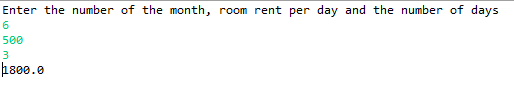 Enter the number of the month, room rent per day and the number of days
6
500
3
1800.0